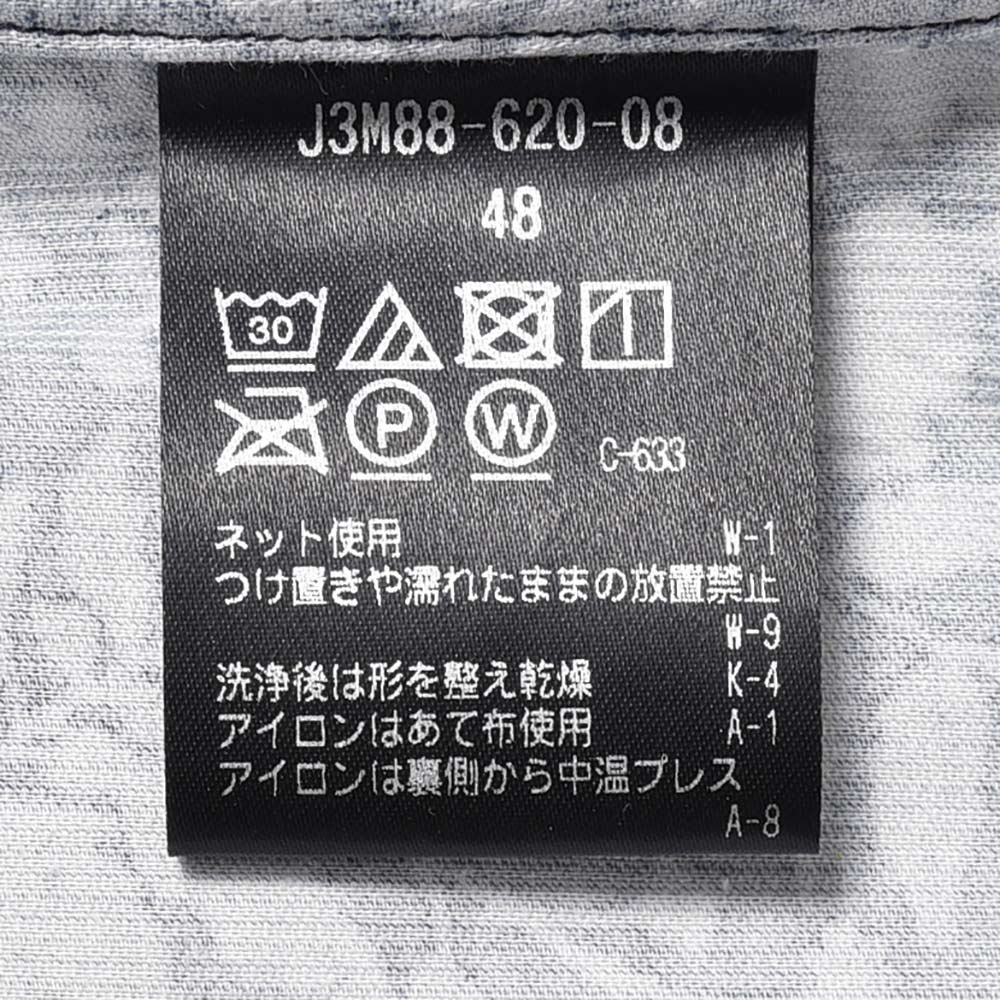 J3M88-620-08
48
30
P W C-633
ネット使用 W-1
つけ置きや濡れたままの放置禁止
W-9
洗浄後は形を整え乾燥 K-4
アイロンはあて布使用 A-1
アイロンは裏側から中温プレス
A-8